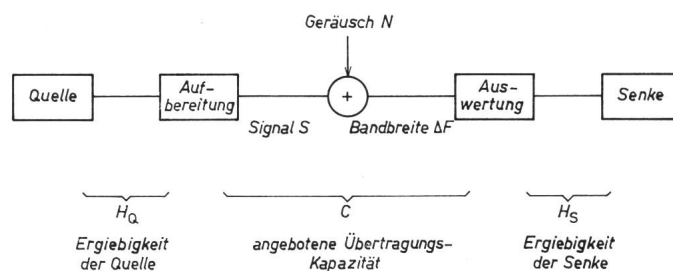 Geräusch N
Quelle
Auf-
bereitung
+
Aus-
wertung
Senke
Signal S
Bandbreite ΔF
H_Q
C
H_S
Ergiebigkeit
der Quelle
angebotene Übertragungs-
Kapazität
Ergiebigkeit
der Senke